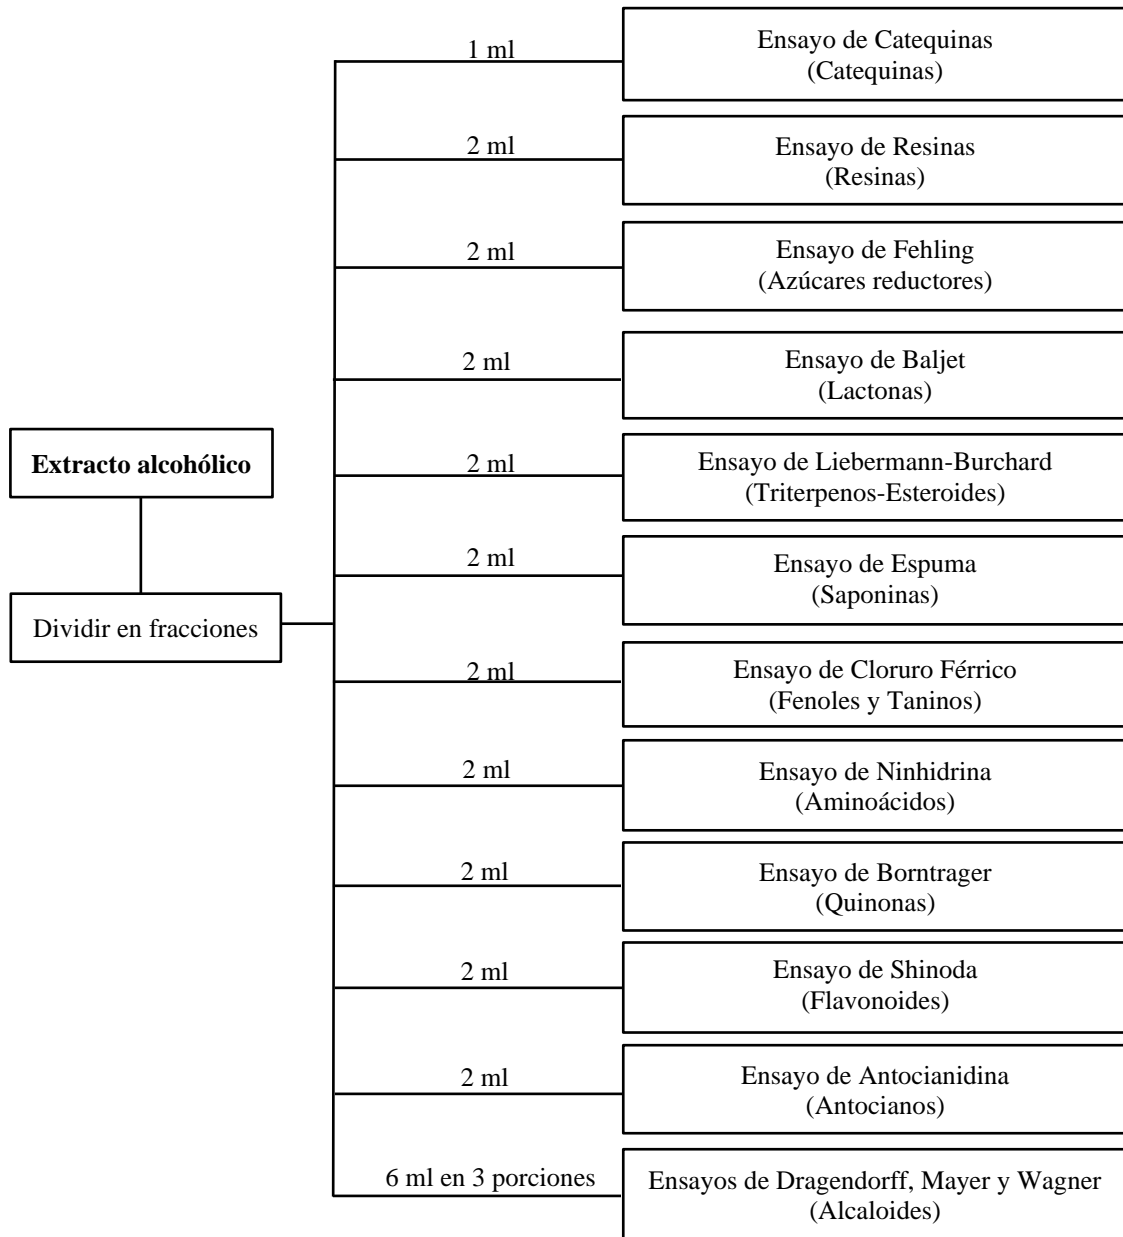 1 ml
Ensayo de Catequinas
(Catequinas)
2 ml
Ensayo de Resinas
(Resinas)
2 ml
Ensayo de Fehling
(Azúcares reductores)
2 ml
Ensayo de Baljet
(Lactonas)
Extracto alcohólico
2 ml
Ensayo de Liebermann-Burchard
(Triterpenos-Esteroides)
2 ml
Ensayo de Espuma
(Saponinas)
Dividir en fracciones
2 ml
Ensayo de Cloruro Férrico
(Fenoles y Taninos)
2 ml
Ensayo de Ninhidrina
(Aminoácidos)
2 ml
Ensayo de Borntrager
(Quinonas)
2 ml
Ensayo de Shinoda
(Flavonoides)
2 ml
Ensayo de Antocianidina
(Antocianos)
6 ml en 3 porciones
Ensayos de Dragendorff, Mayer y Wagner
(Alcaloides)